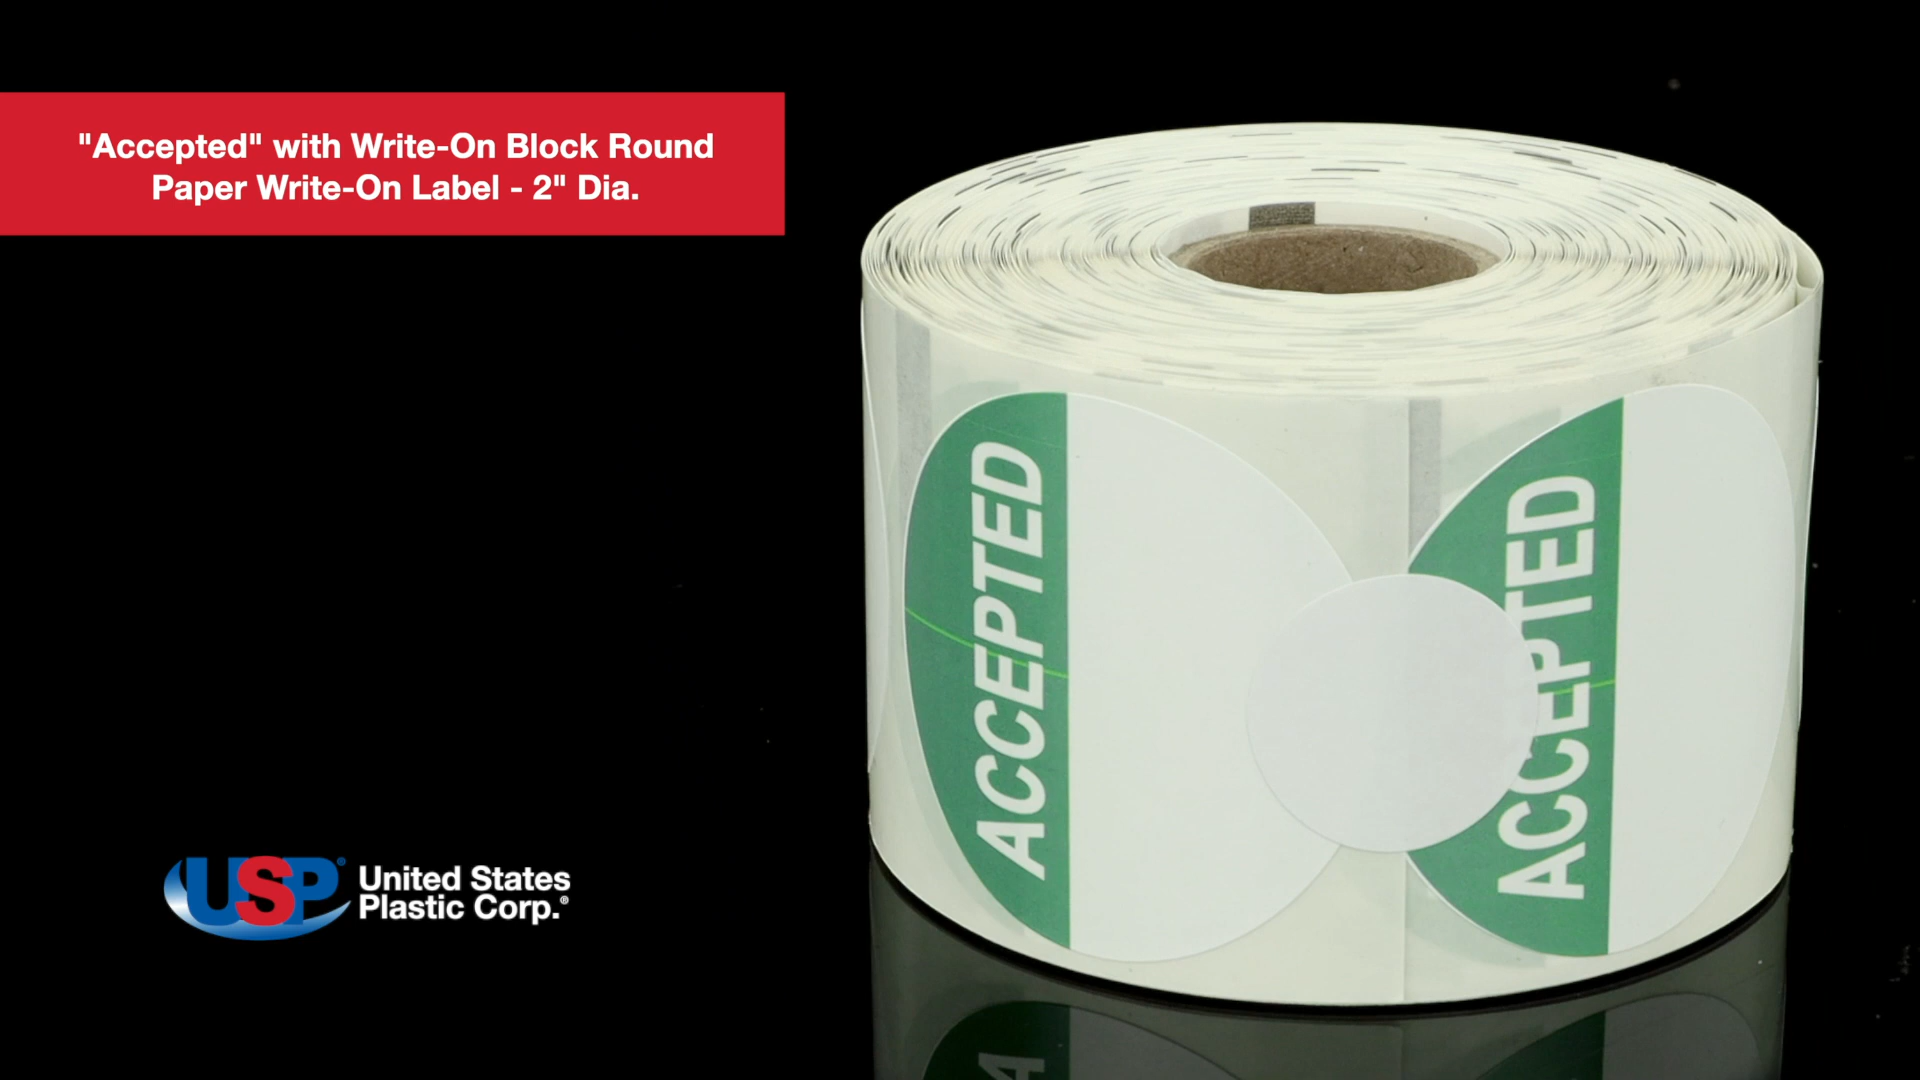 "Accepted" with Write-On Block Round
Paper Write-On Label - 2" Dia.
ACCEPTED
ACCEPTED
USP®
United States
Plastic Corp.®
A